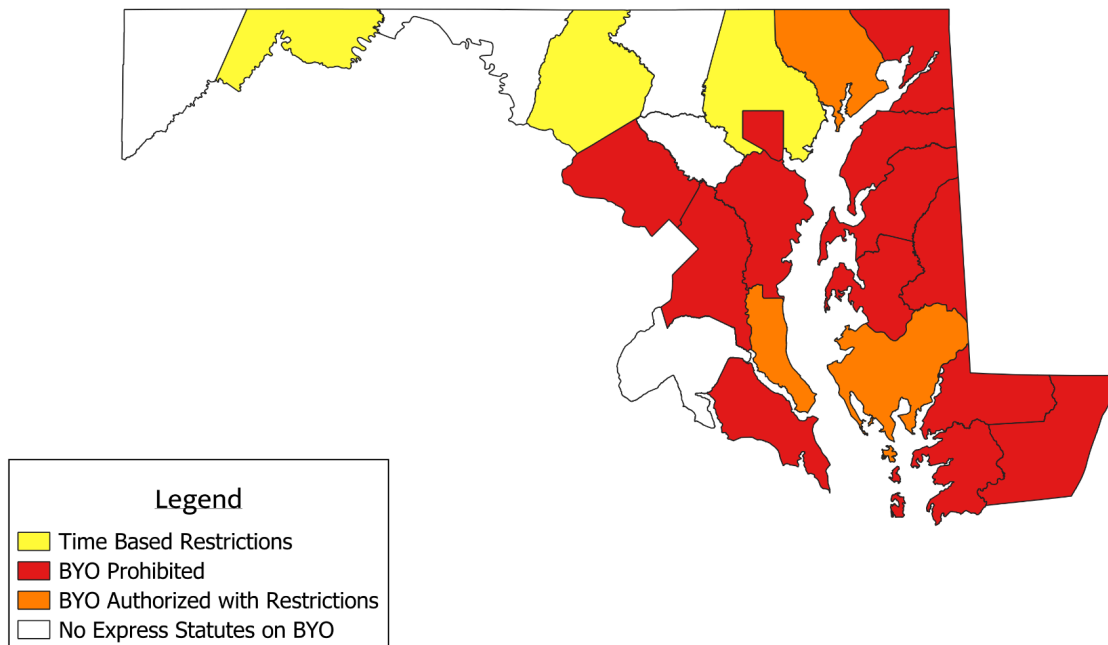 Legend
Time Based Restrictions
BYO Prohibited
BYO Authorized with Restrictions
No Express Statutes on BYO